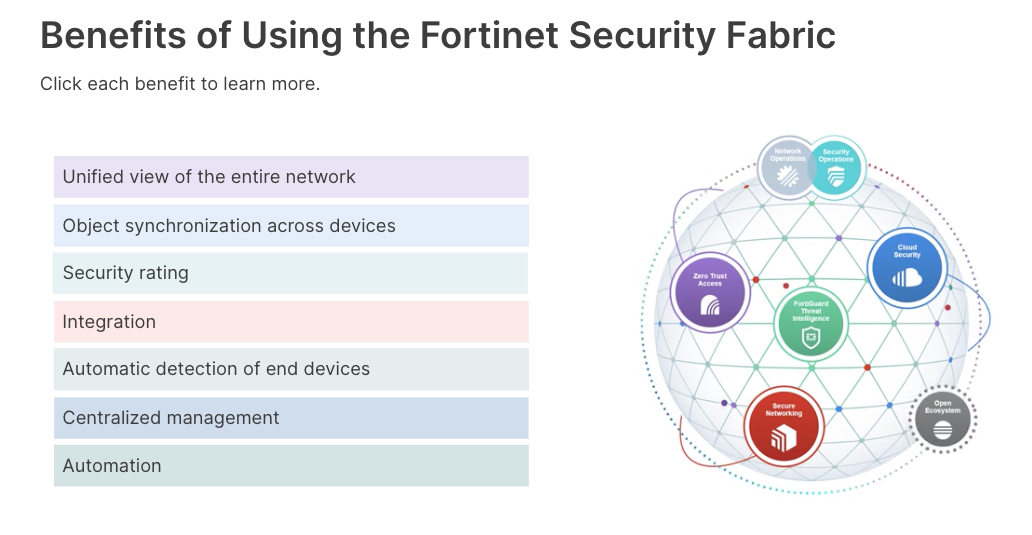 Benefits of Using the Fortinet Security Fabric
Click each benefit to learn more.
Unified view of the entire network
Object synchronization across devices
Security rating
Integration
Automatic detection of end devices
Centralized management
Automation
Network
Operations
Security
Operations
Cloud
Security
Zero Trust
Access
FortiGuard
Threat
Intelligence
Secure
Networking
Open
Ecosystem